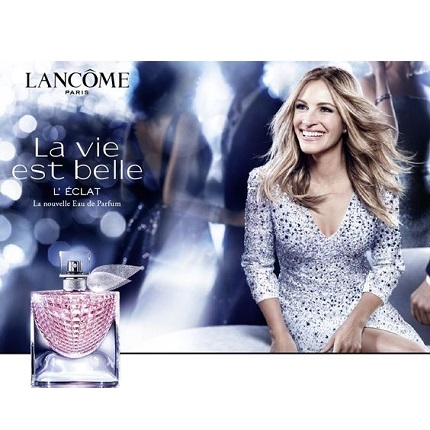 LANCÔME
PARIS
La vie
est belle
L'ÉCLAT
La nouvelle Eau de Parfum